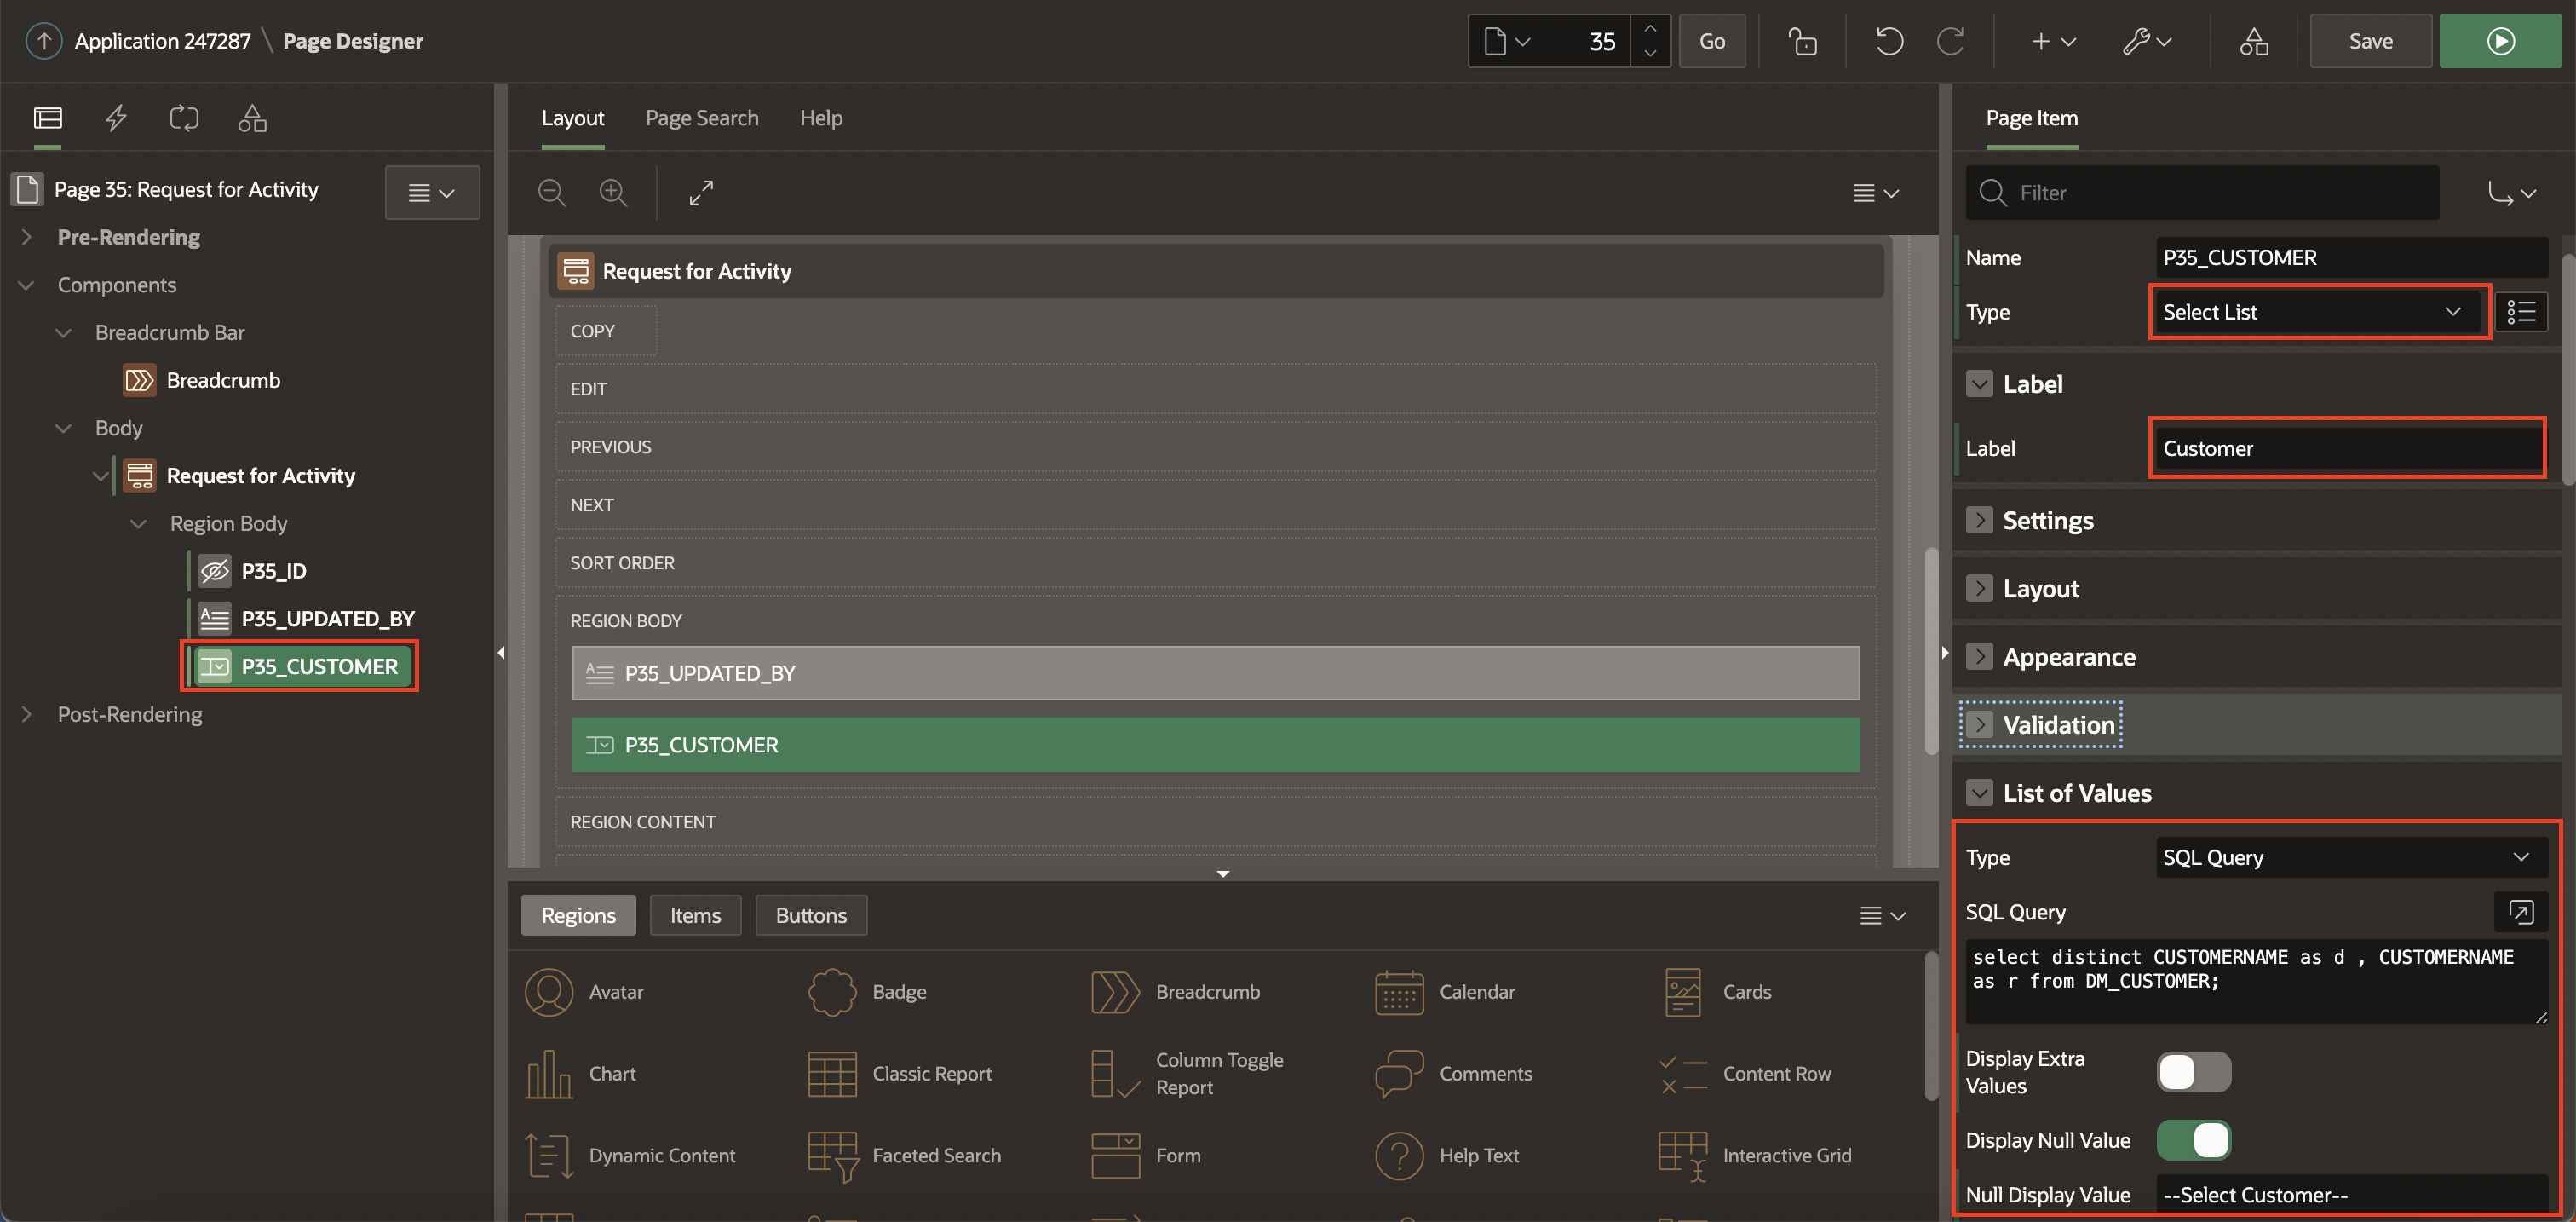 Application 247287 \ Page Designer
35
Go
Save
Page 35: Request for Activity
Pre-Rendering
Components
Breadcrumb Bar
Breadcrumb
Body
Request for Activity
Region Body
P35_ID
P35_UPDATED_BY
P35_CUSTOMER
Post-Rendering
Layout Page Search Help
Request for Activity
COPY
EDIT
PREVIOUS
NEXT
SORT ORDER
REGION BODY
P35_UPDATED_BY
P35_CUSTOMER
REGION CONTENT
Regions Items Buttons
Avatar Badge Breadcrumb Calendar Cards
Chart Classic Report Column Toggle Report Comments Content Row
Dynamic Content Faceted Search Form Help Text Interactive Grid
Page Item
Filter
Name P35_CUSTOMER
Type Select List
Label
Label Customer
Settings
Layout
Appearance
Validation
List of Values
Type SQL Query
SQL Query
select distinct CUSTOMERNAME as d , CUSTOMERNAME
as r from DM_CUSTOMER;
Display Extra
Values
Display Null Value
Null Display Value --Select Customer--